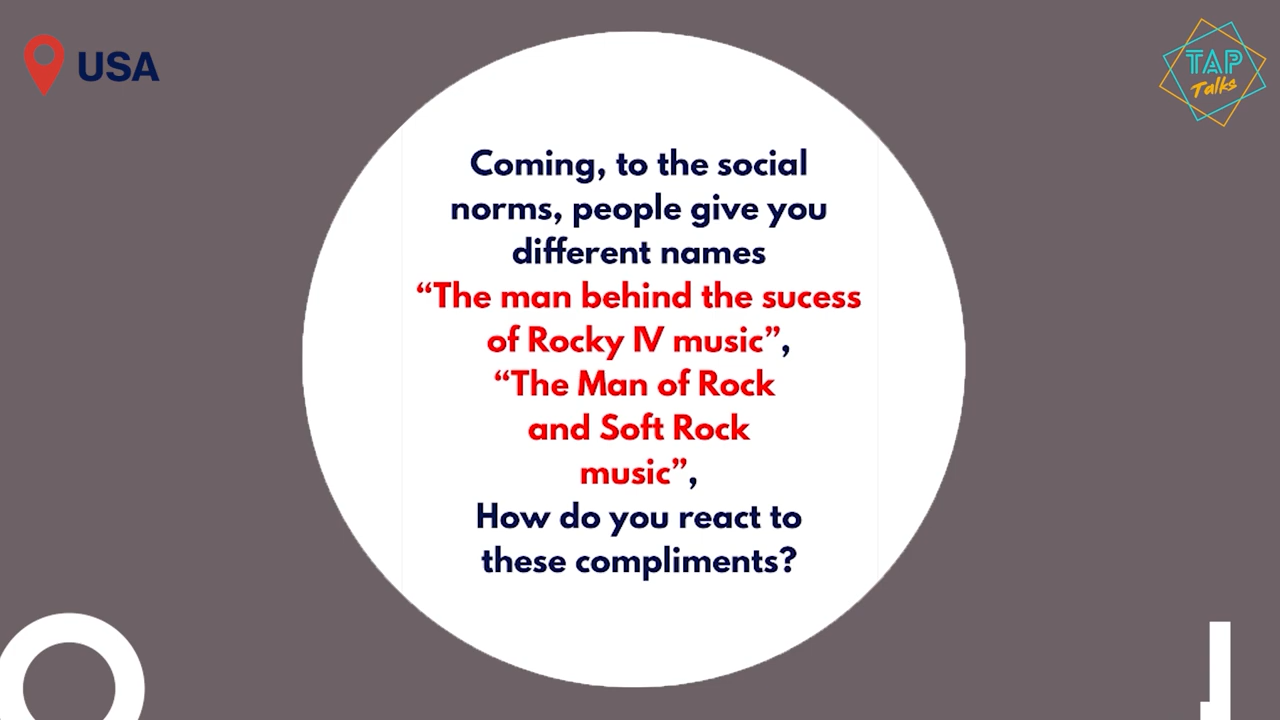 USA
TAP
Talks
Coming, to the social
norms, people give you
different names
“The man behind the sucess
of Rocky IV music”,
“The Man of Rock
and Soft Rock
music”,
How do you react to
these compliments?